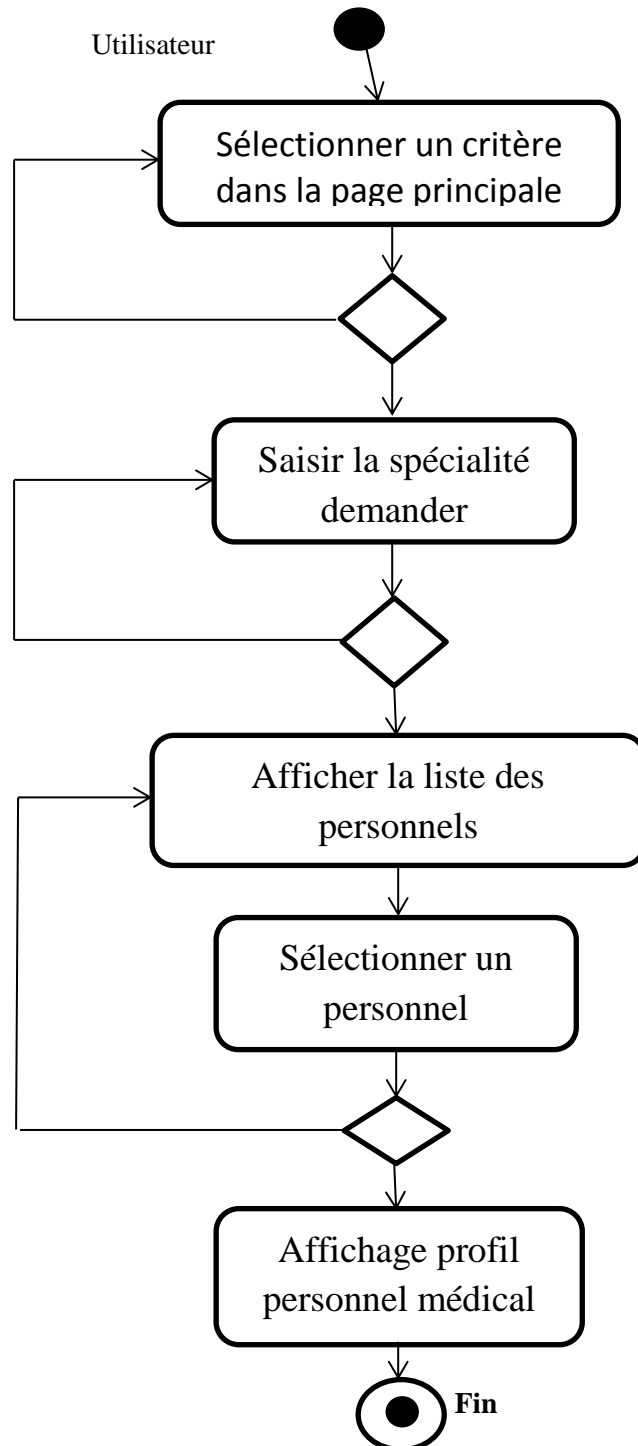 Utilisateur
Sélectionner un critère
dans la page principale
Saisir la spécialité
demander
Afficher la liste des
personnels
Sélectionner un
personnel
Affichage profil
personnel médical
Fin